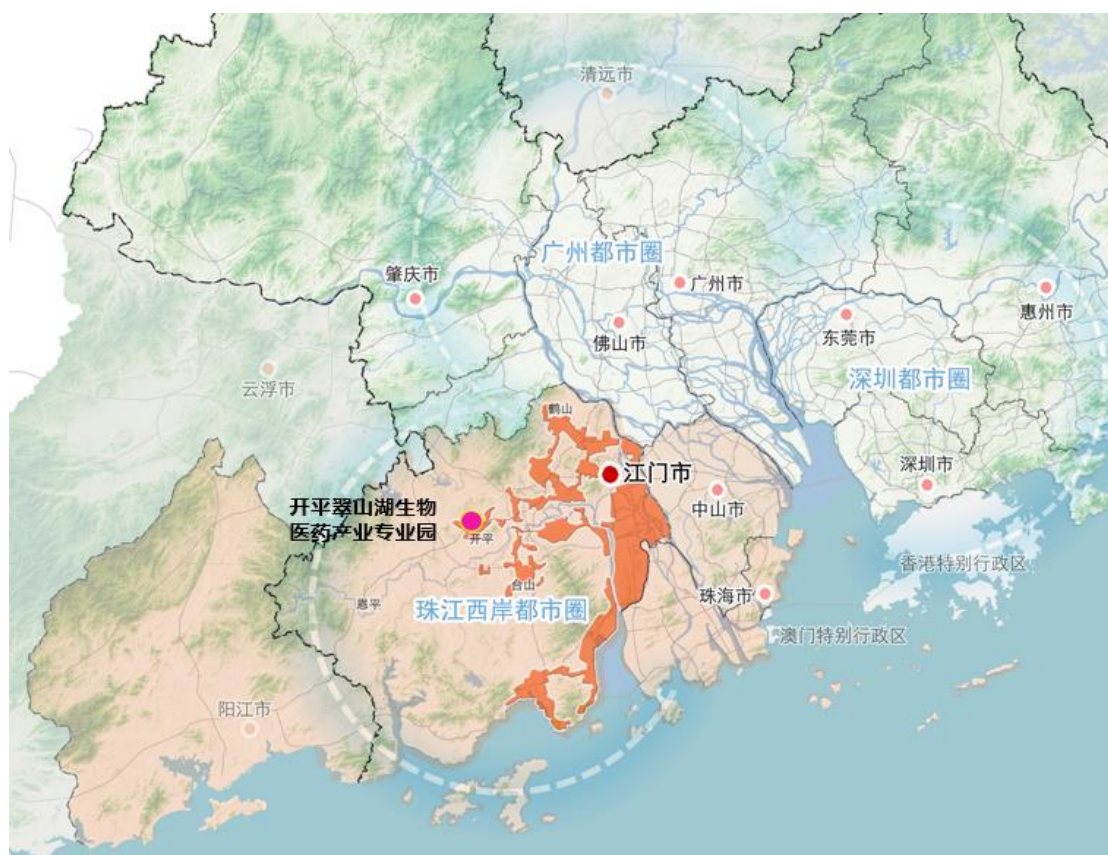 清远市
广州都市圈
肇庆市
广州市
惠州市
佛山市
东莞市
云浮市
深圳都市圈
鹤山
江门市
深圳市
中山市
开平翠山湖生物
医药产业专业园
开平
香港特别行政区
台山
珠海市
恩平
珠江西岸都市圈
澳门特别行政区
阳江市